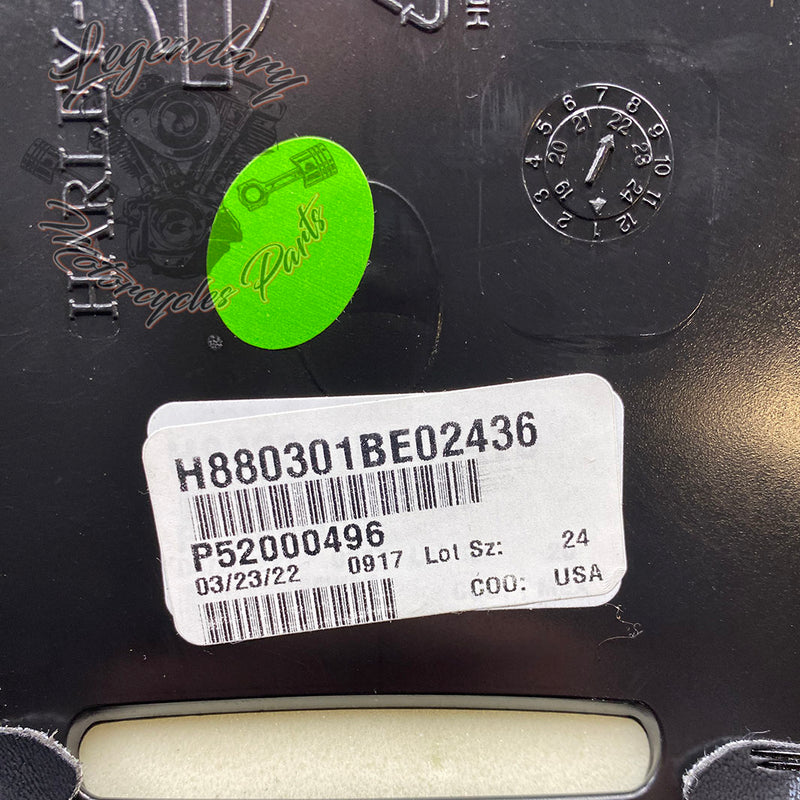 HARLEY-
Legendary
Motorcycles Parts
1 2 3 4 5 6 7 8 9 10 11 12
19 20 21 22 23 24
H880301BE02436
P52000496
03/23/22 0917 Lot Sz: 24
COO: USA